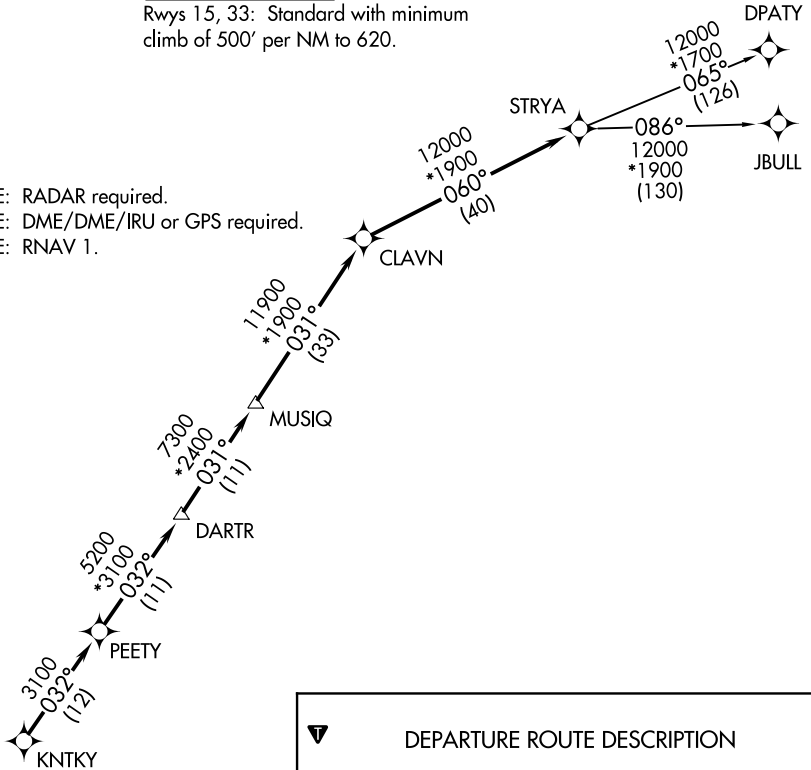 Rwys 15, 33: Standard with minimum
climb of 500' per NM to 620.
DPATY
12000
*1700
065°
(126)
STRYA
086°
12000
*1900
(130)
JBULL
12000
*1900
060°
(40)
E: RADAR required.
E: DME/DME/IRU or GPS required.
E: RNAV 1.
CLAVN
11900
*1900
031°
(33)
MUSIQ
7300
*2400
031°
(11)
DARTR
5200
*3100
032°
(11)
PEETY
3100
032°
(12)
KNTKY
T
DEPARTURE ROUTE DESCRIPTION